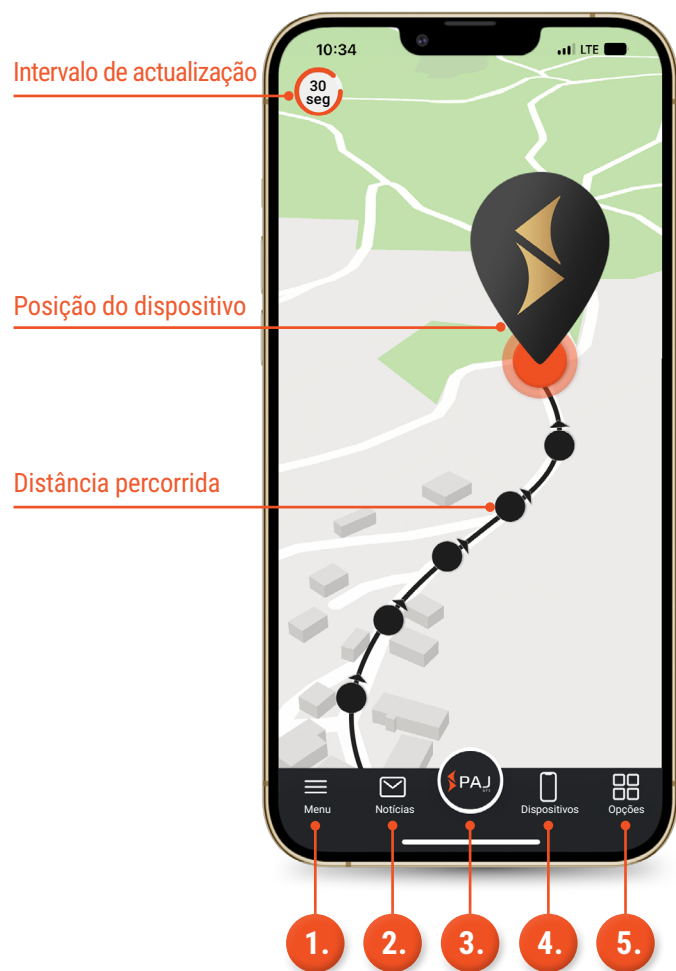 10:34
LTE
Intervalo de actualização
30
seg
Posição do dispositivo
Distância percorrida
PAJ
Menu
Notícias
Dispositivos
Opções
1.
2.
3.
4.
5.